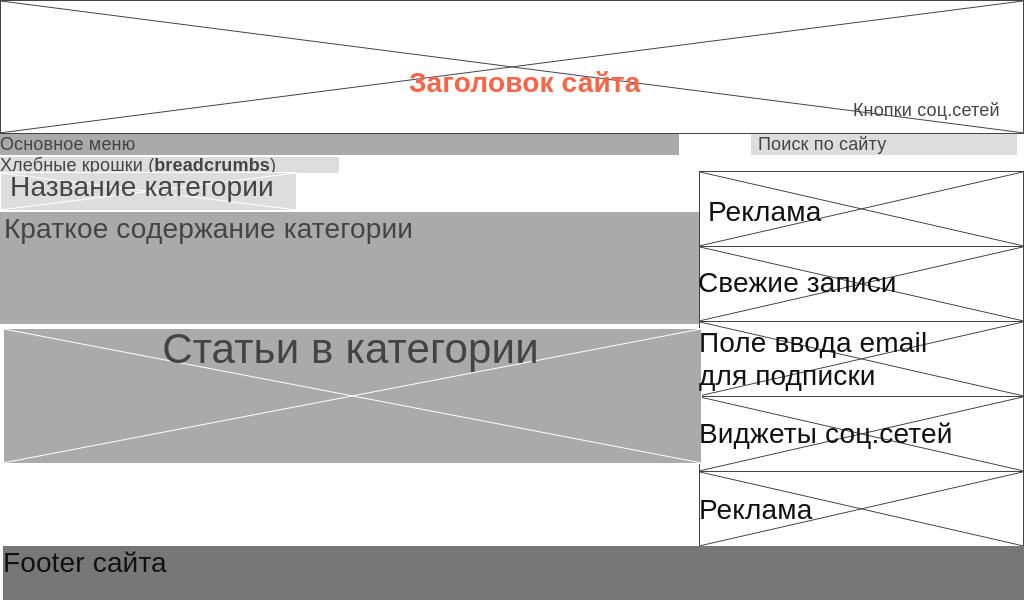 Заголовок сайта
Кнопки соц.сетей
Основное меню
Поиск по сайту
Хлебные крошки (breadcrumbs)
Название категории
Краткое содержание категории
Статьи в категории
Реклама
Свежие записи
Поле ввода email
для подписки
Виджеты соц.сетей
Реклама
Footer сайта